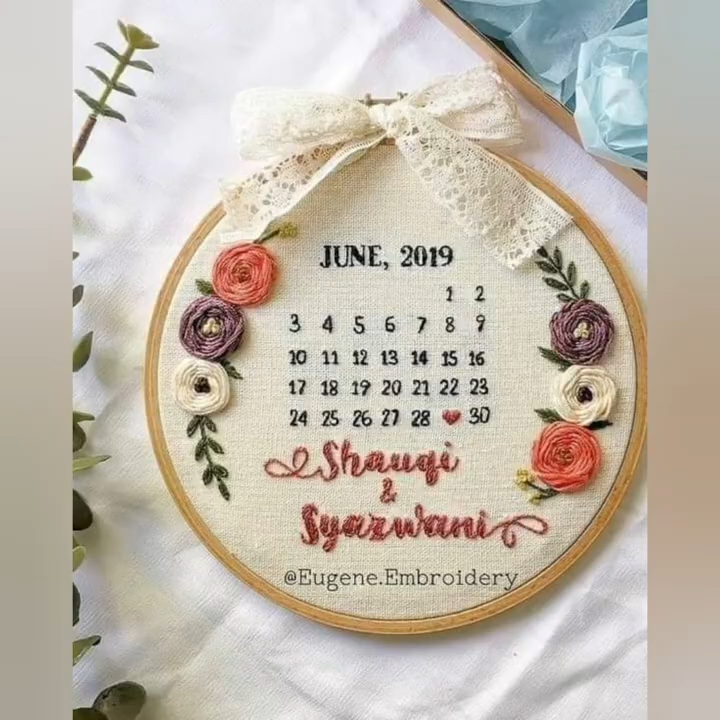 JUNE, 2019
1 2
3 4 5 6 7 8 9
10 11 12 13 14 15 16
17 18 19 20 21 22 23
24 25 26 27 28 30
Shauqi
&
Syazwani
@Eugene.Embroidery